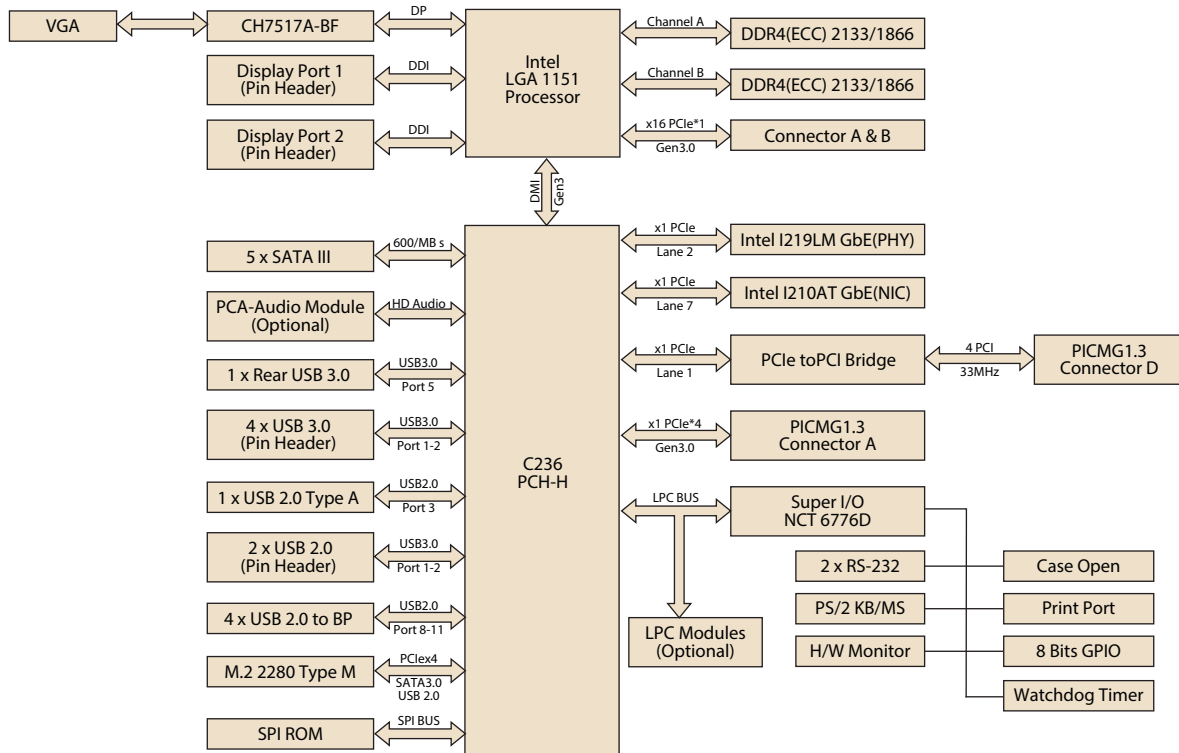 VGA
CH7517A-BF
DP
Display Port 1
(Pin Header)
DDI
Display Port 2
(Pin Header)
DDI
Intel
LGA 1151
Processor
Channel A
DDR4(ECC) 2133/1866
Channel B
DDR4(ECC) 2133/1866
x16 PCIe*1
Gen3.0
Connector A & B
DMI
Gen3
5 x SATA III
600/MB s
PCA-Audio Module
(Optional)
HD Audio
1 x Rear USB 3.0
USB3.0
Port 5
4 x USB 3.0
(Pin Header)
USB3.0
Port 1-2
1 x USB 2.0 Type A
USB2.0
Port 3
2 x USB 2.0
(Pin Header)
USB3.0
Port 1-2
4 x USB 2.0 to BP
USB2.0
Port 8-11
M.2 2280 Type M
PCIex4
SATA3.0
USB 2.0
SPI ROM
SPI BUS
C236
PCH-H
x1 PCIe
Lane 2
Intel I219LM GbE(PHY)
x1 PCIe
Lane 7
Intel I210AT GbE(NIC)
x1 PCIe
Lane 1
PCIe toPCI Bridge
4 PCI
33MHz
PICMG1.3
Connector D
x1 PCIe*4
Gen3.0
PICMG1.3
Connector A
LPC BUS
Super I/O
NCT 6776D
LPC Modules
(Optional)
2 x RS-232
Case Open
PS/2 KB/MS
Print Port
H/W Monitor
8 Bits GPIO
Watchdog Timer